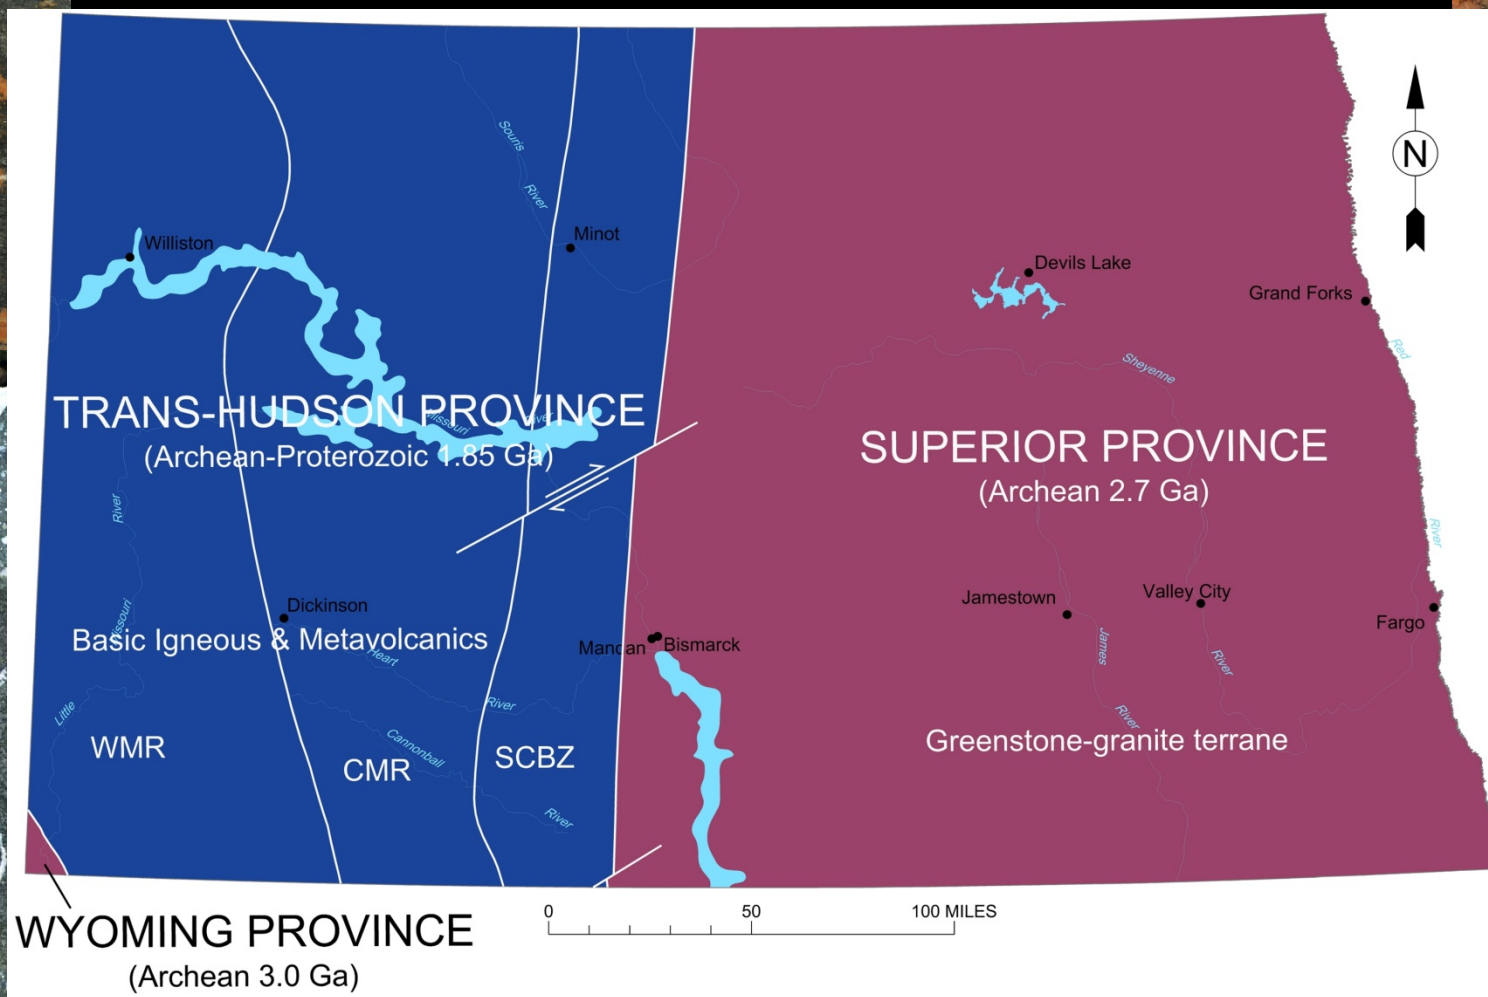 N
Souris
River
Williston
Minot
Devils Lake
Grand Forks
Red
River
Sheyenne
TRANS-HUDSON PROVINCE
(Archean-Proterozoic 1.85 Ga)
Missouri
River
SUPERIOR PROVINCE
(Archean 2.7 Ga)
River
Missouri
Little
Dickinson
Basic Igneous & Metavolcanics
Heart
River
Mandan
Bismarck
Jamestown
Valley City
Fargo
James
River
River
WMR
CMR
SCBZ
Cannonball
River
Greenstone-granite terrane
WYOMING PROVINCE
(Archean 3.0 Ga)
0 50 100 MILES